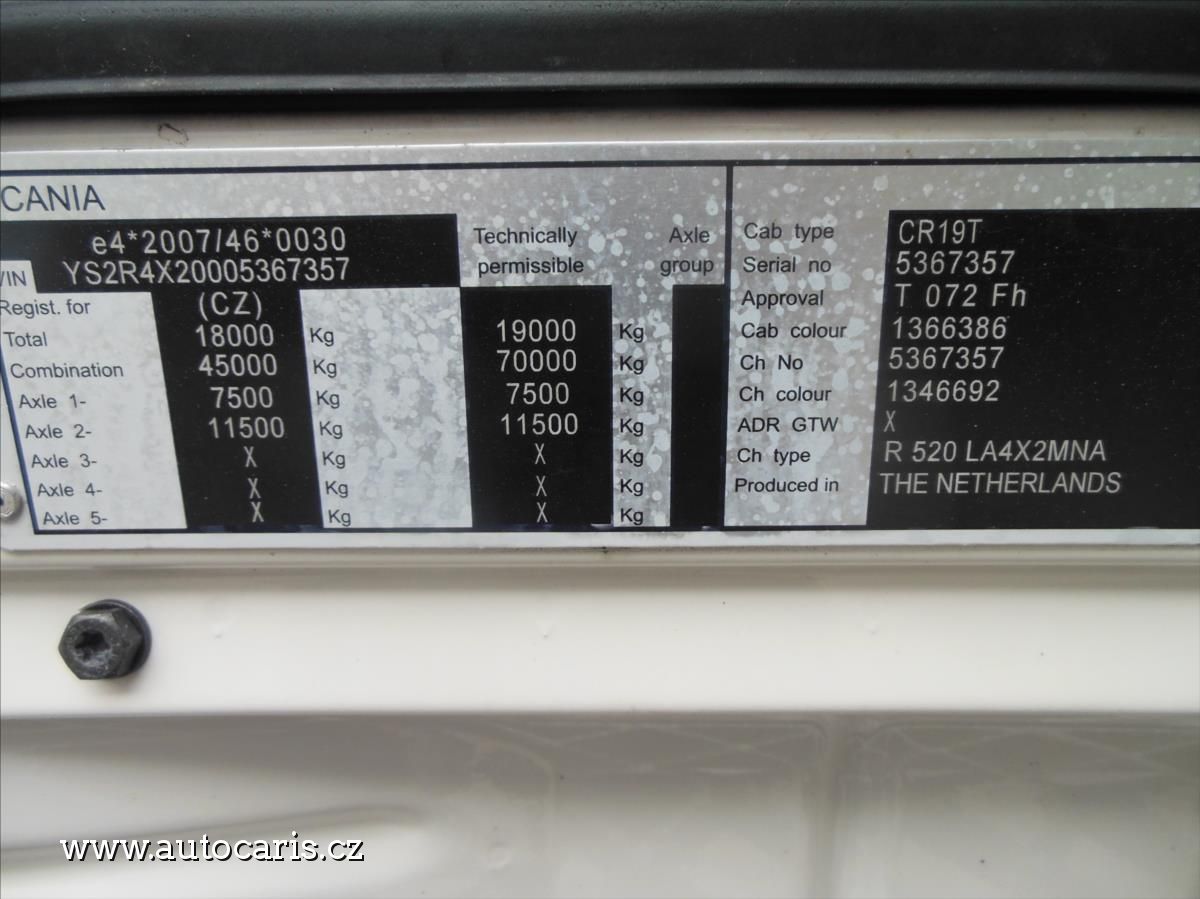 CANIA
e4*2007/46*0030
VIN YS2R4X20005367357
Technically permissible Axle group
Regist. for (CZ)
Total 18000 Kg 19000 Kg
Combination 45000 Kg 70000 Kg
Axle 1- 7500 Kg 7500 Kg
Axle 2- 11500 Kg 11500 Kg
Axle 3- X Kg X Kg
Axle 4- X Kg X Kg
Axle 5- X Kg X Kg
Cab type CR19T
Serial no 5367357
Approval T 072 Fh
Cab colour 1366386
Ch No 5367357
Ch colour 1346692
ADR GTW X
Ch type R 520 LA4X2MNA
Produced in THE NETHERLANDS
www.autocaris.cz